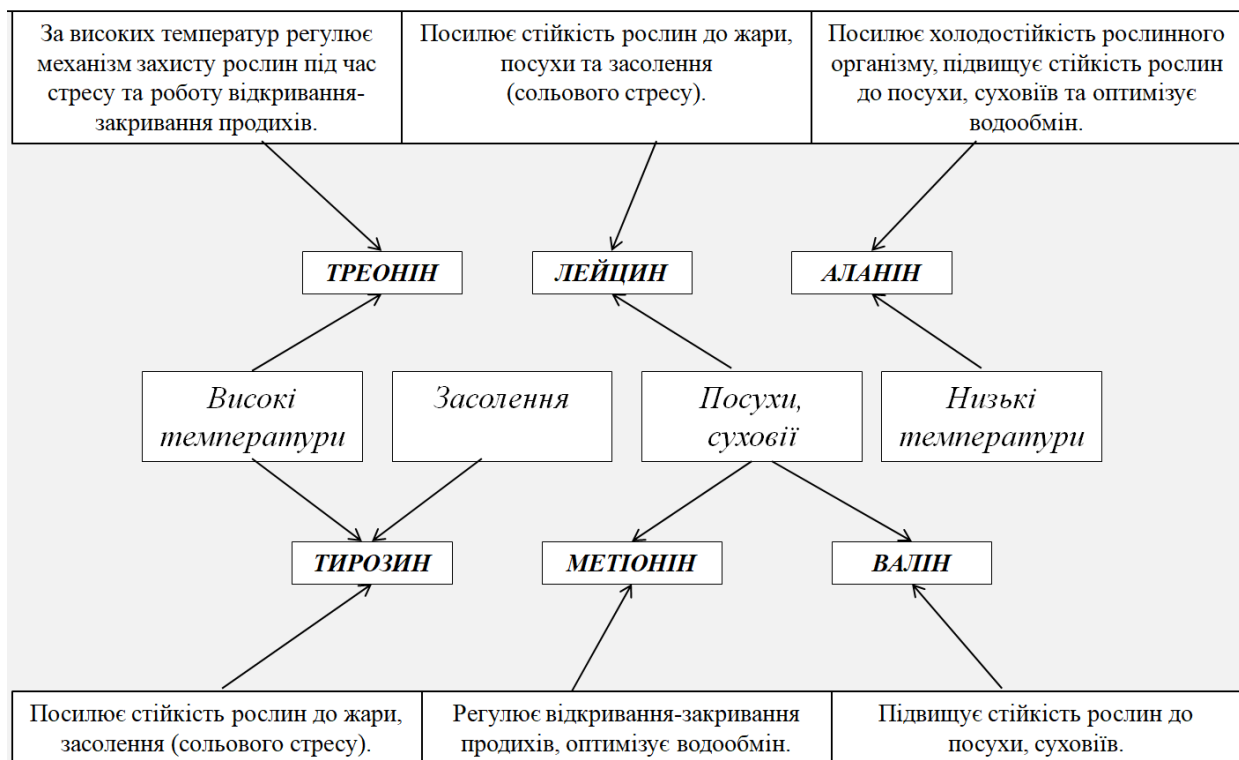 За високих температур регулює
механізм захисту рослин під час
стресу та роботу відкривання-
закривання продихів.
Посилює стійкість рослин до жари,
посухи та засолення
(сольового стресу).
Посилює холодостійкість рослинного
організму, підвищує стійкість рослин
до посухи, суховіїв та оптимізує
водообмін.
ТРЕОНІН
ЛЕЙЦИН
АЛАНІН
Високі
температури
Засолення
Посухи,
суховії
Низькі
температури
ТИРОЗИН
МЕТІОНІН
ВАЛІН
Посилює стійкість рослин до жари,
засолення (сольового стресу).
Регулює відкривання-закривання
продихів, оптимізує водообмін.
Підвищує стійкість рослин до
посухи, суховіїв.